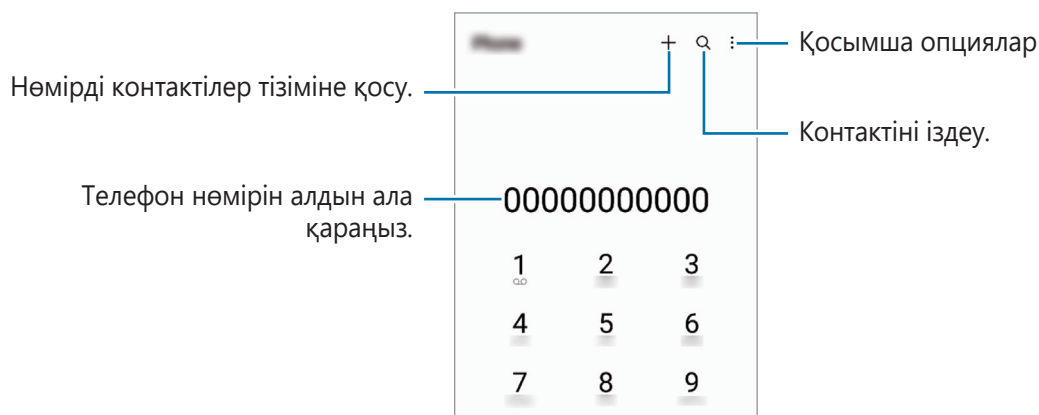 Қосымша опциялар
Нөмірді контактілер тізіміне қосу.
Контактіні іздеу.
Телефон нөмірін алдын ала
қараңыз.
00000000000
1 2 3
4 5 6
7 8 9